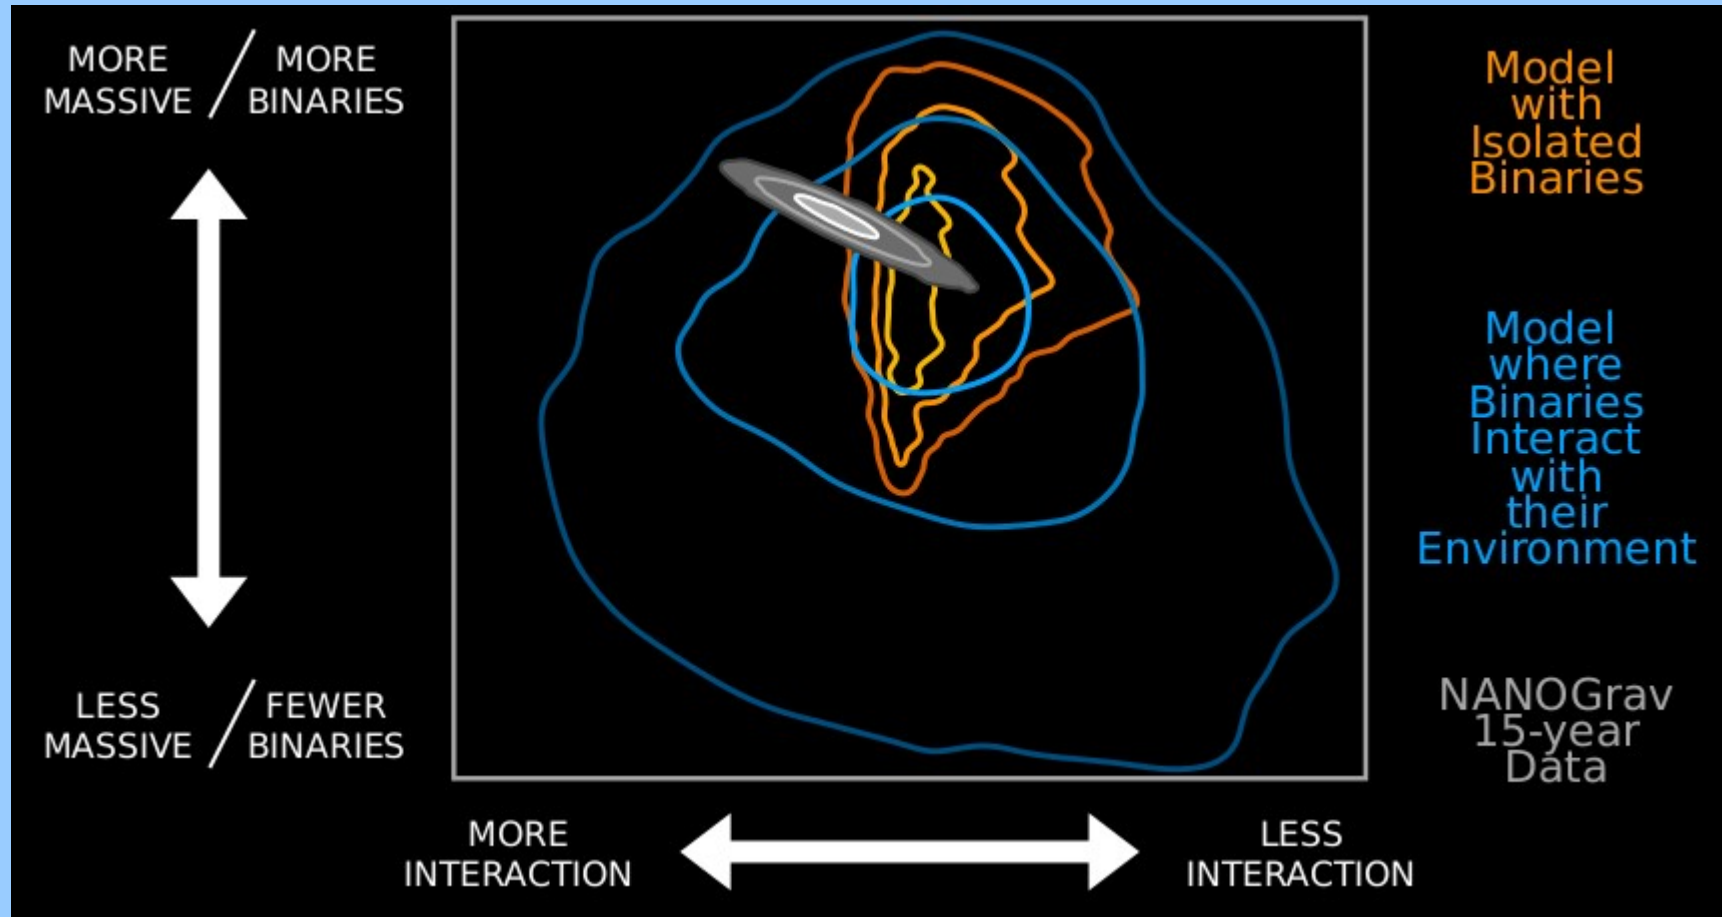 MORE MASSIVE / MORE BINARIES
LESS MASSIVE / FEWER BINARIES
MORE
INTERACTION
LESS
INTERACTION
Model
with
Isolated
Binaries
Model
where
Binaries
Interact
with
their
Environment
NANOGrav
15-year
Data